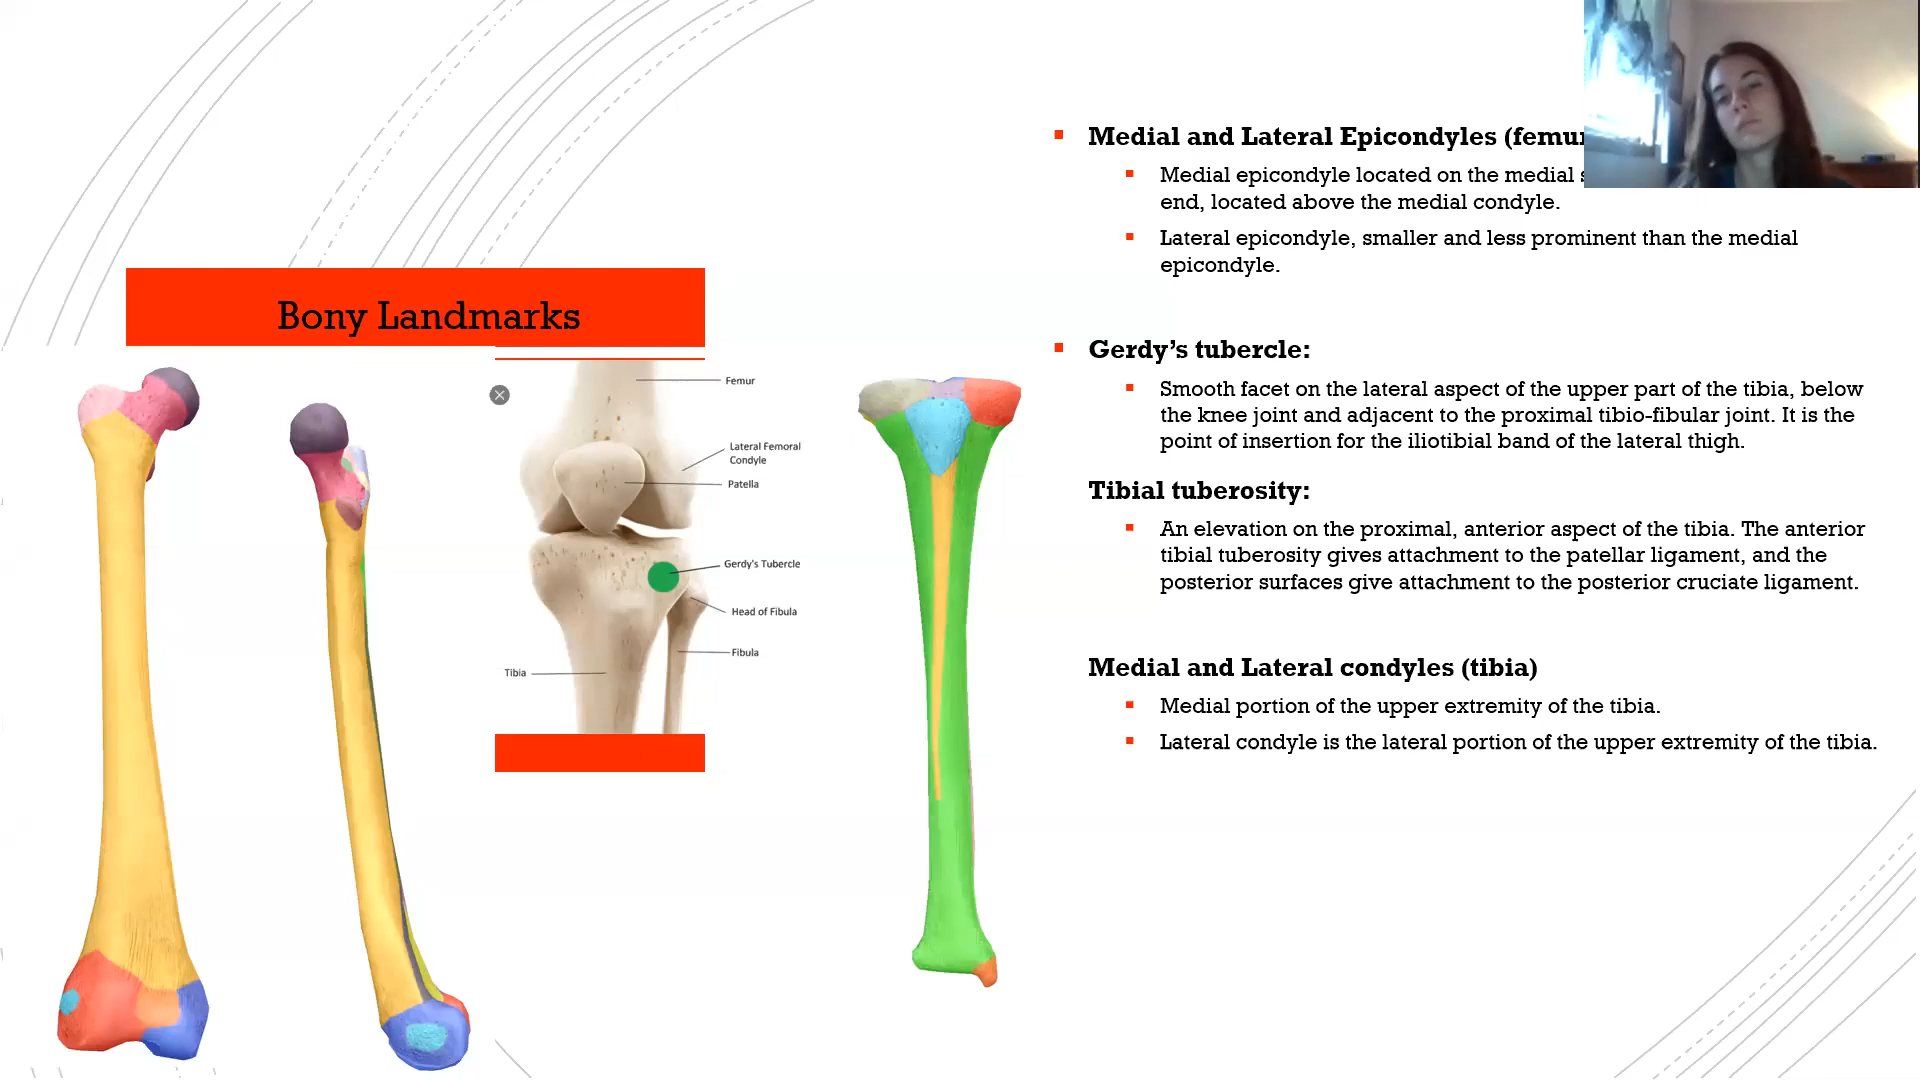 Bony Landmarks
Femur
Lateral Femoral
Condyle
Patella
Gerdy's Tubercle
Head of Fibula
Fibula
Tibia
Medial and Lateral Epicondyles
Medial epicondyle located on the medial
end, located above the medial condyle.
Lateral epicondyle, smaller and less prominent than the medial
epicondyle.
Gerdy’s tubercle:
Smooth facet on the lateral aspect of the upper part of the tibia, below
the knee joint and adjacent to the proximal tibio-fibular joint. It is the
point of insertion for the iliotibial band of the lateral thigh.
Tibial tuberosity:
An elevation on the proximal, anterior aspect of the tibia. The anterior
tibial tuberosity gives attachment to the patellar ligament, and the
posterior surfaces give attachment to the posterior cruciate ligament.
Medial and Lateral condyles (tibia)
Medial portion of the upper extremity of the tibia.
Lateral condyle is the lateral portion of the upper extremity of the tibia.